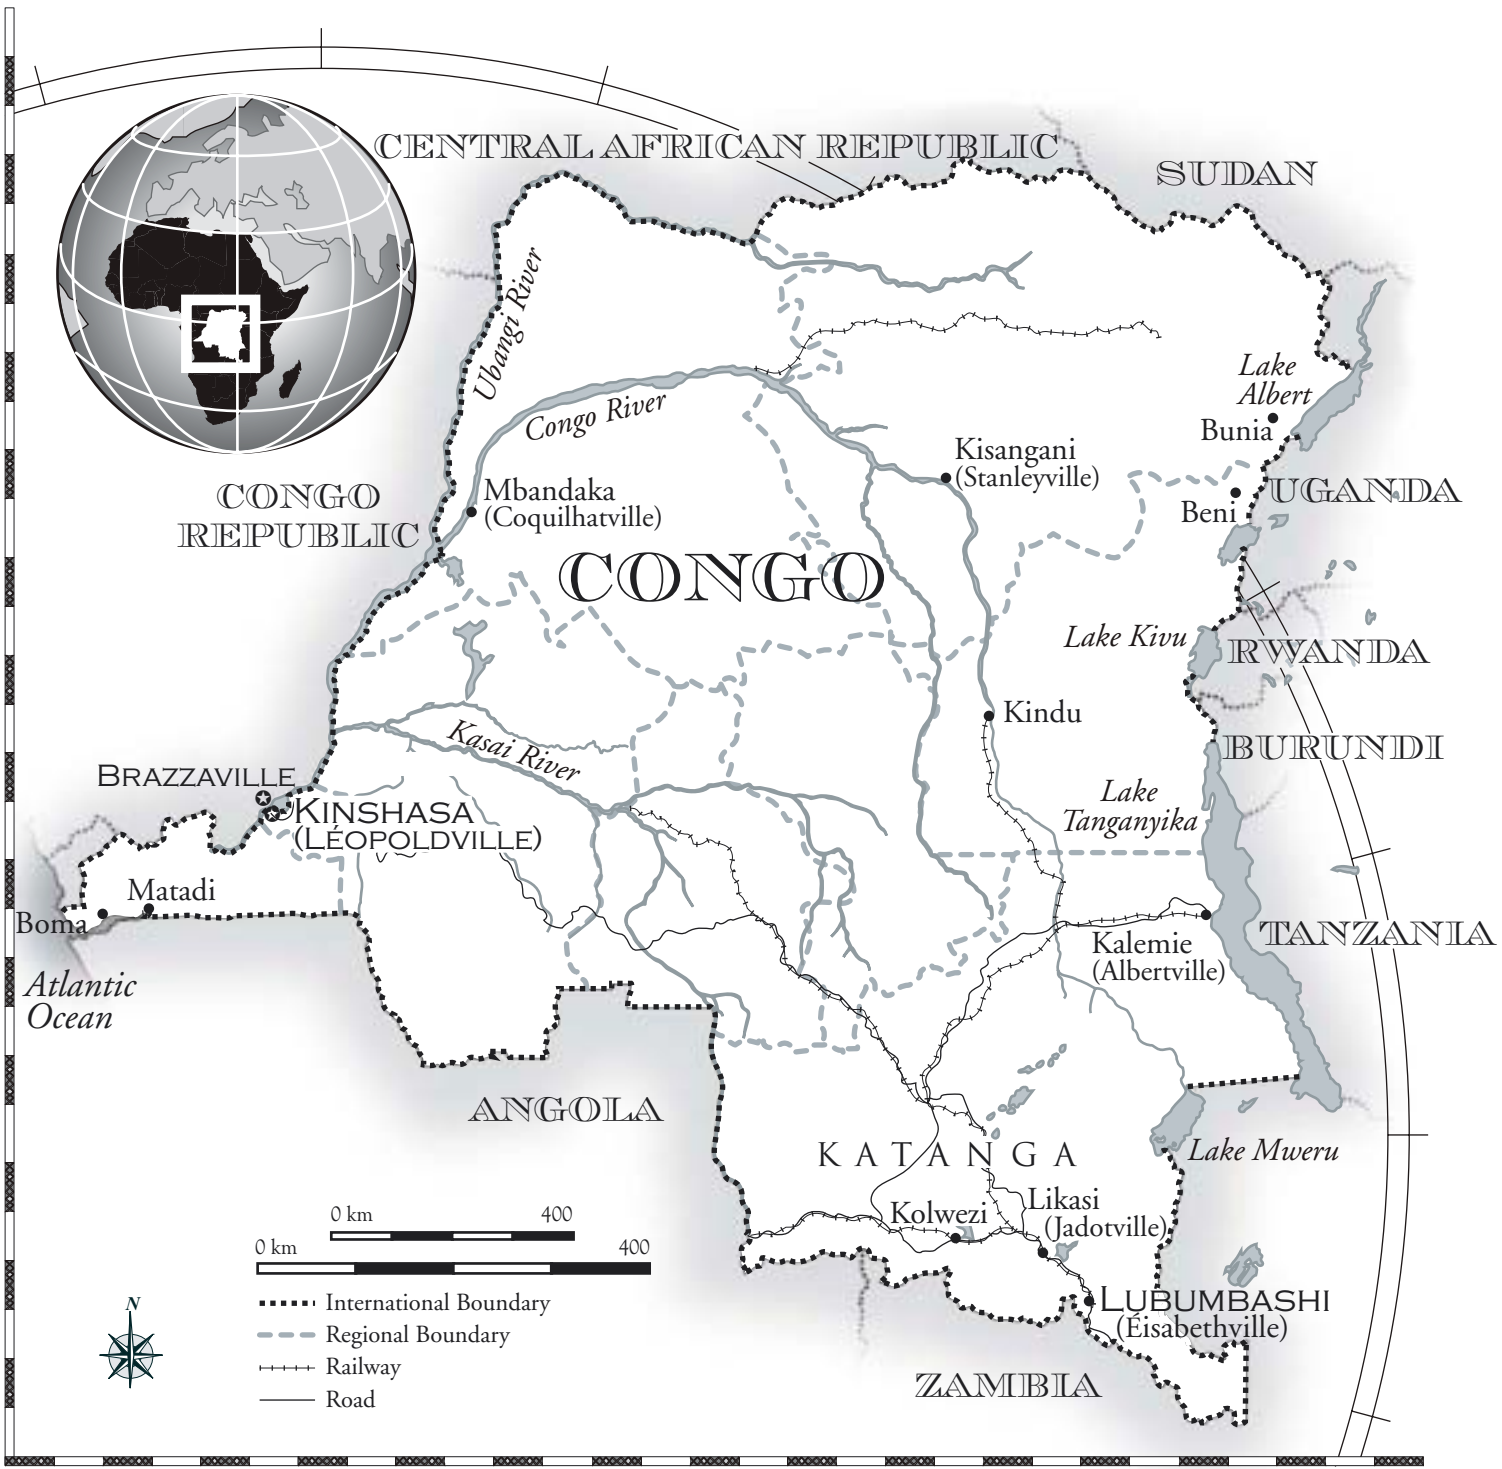 CENTRAL AFRICAN REPUBLIC
SUDAN
Ubangi River
Lake
Albert
Congo River
Bunia
Kisangani
(Stanleyville)
CONGO
REPUBLIC
Mbandaka
(Coquilhatville)
UGANDA
Beni
CONGO
Lake Kivu
RWANDA
Kindu
Kasai River
BURUNDI
BRAZZAVILLE
KINSHASA
(LÉOPOLDVILLE)
Lake
Tanganyika
Matadi
Boma
TANZANIA
Kalemie
(Albertville)
Atlantic
Ocean
ANGOLA
KATANGA
Lake Mweru
Kolwezi
Likasi
(Jadotville)
0 km 400
0 km 400
LUBUMBASHI
(Éisabethville)
International Boundary
Regional Boundary
Railway
Road
N
ZAMBIA